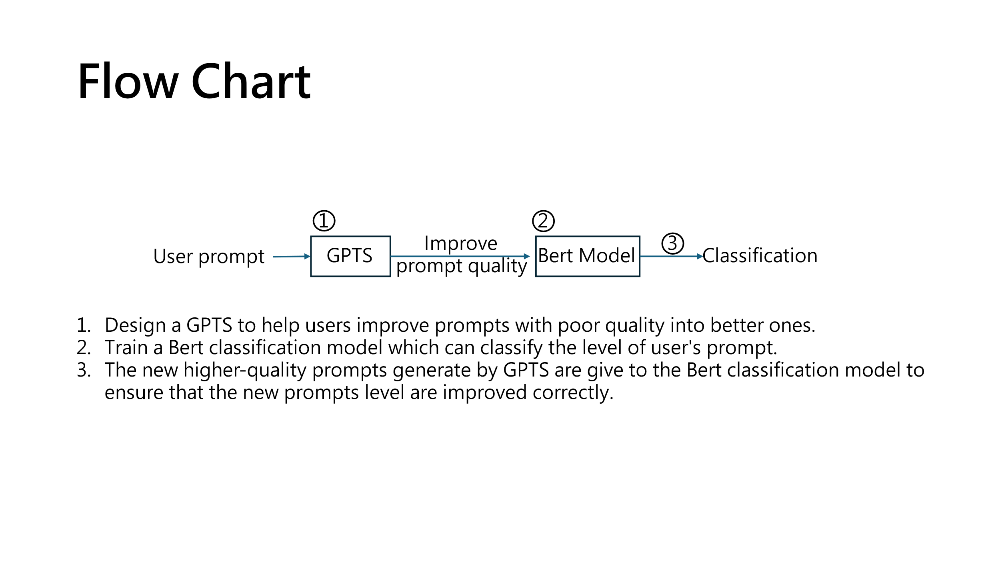 Flow Chart
① ②
③
Improve
User prompt GPTS Bert Model Classification
prompt quality
1. Design a GPTS to help users improve prompts with poor quality into better ones.
2. Train a Bert classification model which can classify the level of user's prompt.
3. The new higher-quality prompts generate by GPTS are give to the Bert classification model to
ensure that the new prompts level are improved correctly.